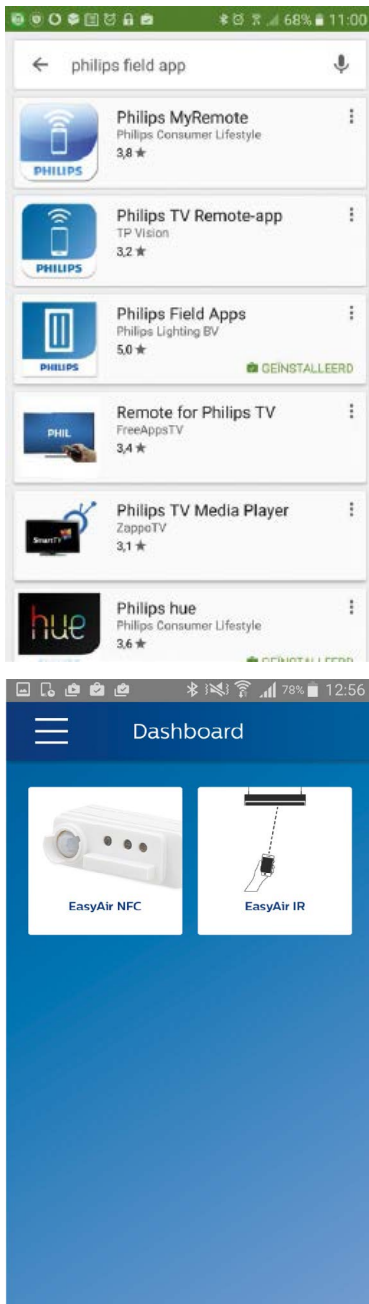 68% 11:00
philips field app
Philips MyRemote
Philips Consumer Lifestyle
3,8 ★
PHILIPS
Philips TV Remote-app
TP Vision
3,2 ★
PHILIPS
Philips Field Apps
Philips Lighting BV
5,0 ★
PHILIPS
GEÏNSTALLEERD
Remote for Philips TV
FreeAppsTV
PHIL
3,4 ★
Philips TV Media Player
ZappoTV
SmartTV
3,1 ★
Philips hue
hue
Philips Consumer Lifestyle
3,6 ★
GEÏNSTALLEERD
78% 12:56
Dashboard
EasyAir NFC
EasyAir IR